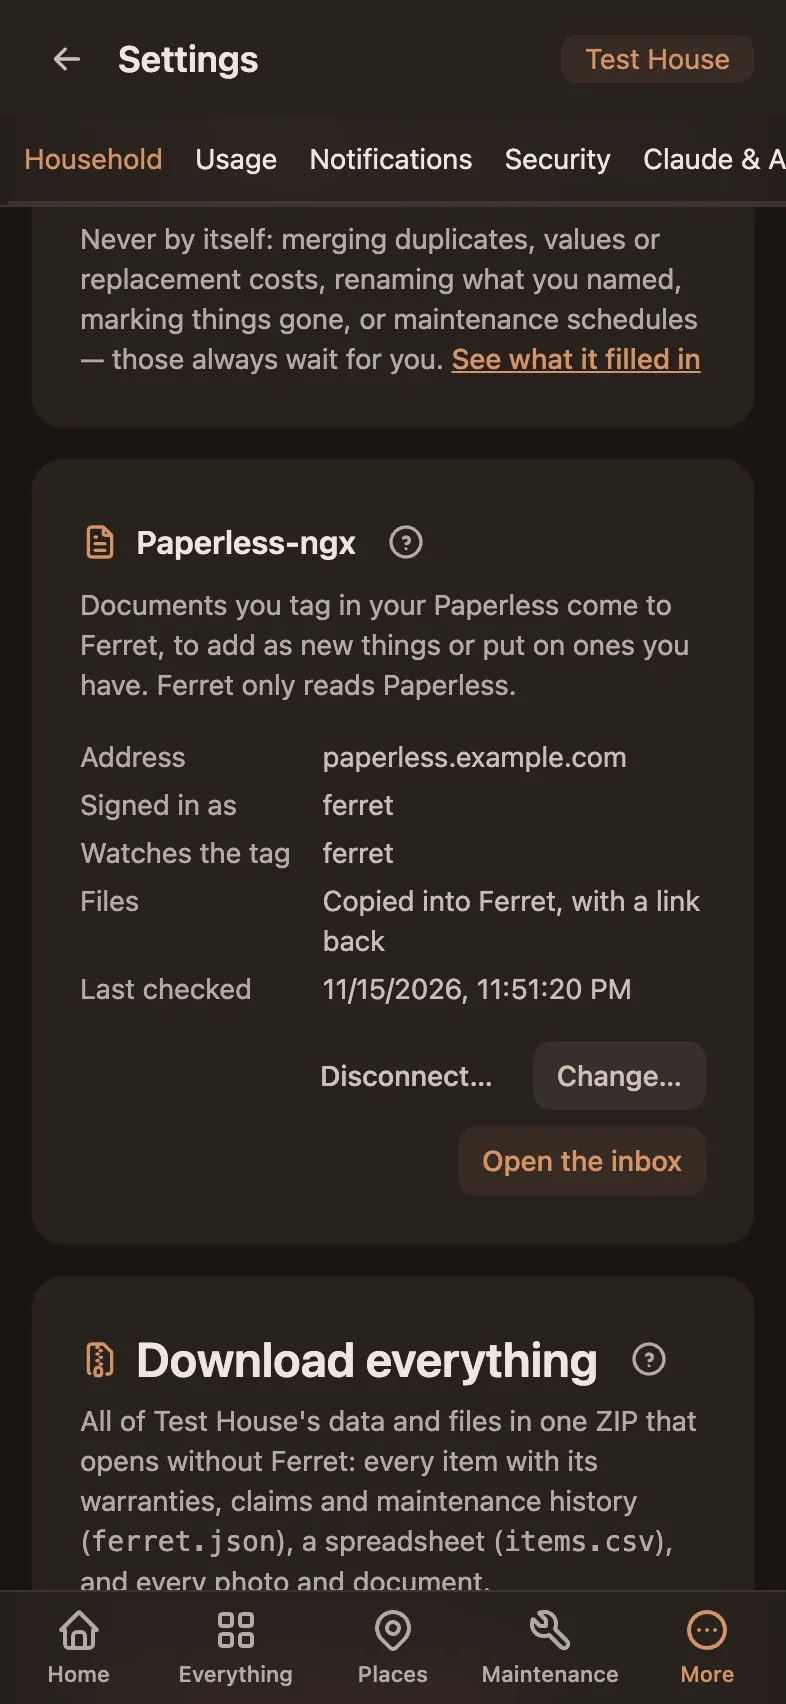 Settings
Test House
Household
Usage
Notifications
Security
Claude & A
Never by itself: merging duplicates, values or
replacement costs, renaming what you named,
marking things gone, or maintenance schedules
— those always wait for you. See what it filled in
Paperless-ngx
Documents you tag in your Paperless come to
Ferret, to add as new things or put on ones you
have. Ferret only reads Paperless.
Address paperless.example.com
Signed in as ferret
Watches the tag ferret
Files Copied into Ferret, with a link
back
Last checked 11/15/2026, 11:51:20 PM
Disconnect...
Change...
Open the inbox
Download everything
All of Test House's data and files in one ZIP that
opens without Ferret: every item with its
warranties, claims and maintenance history
(ferret.json), a spreadsheet (items.csv),
and every photo and document.
Home
Everything
Places
Maintenance
More